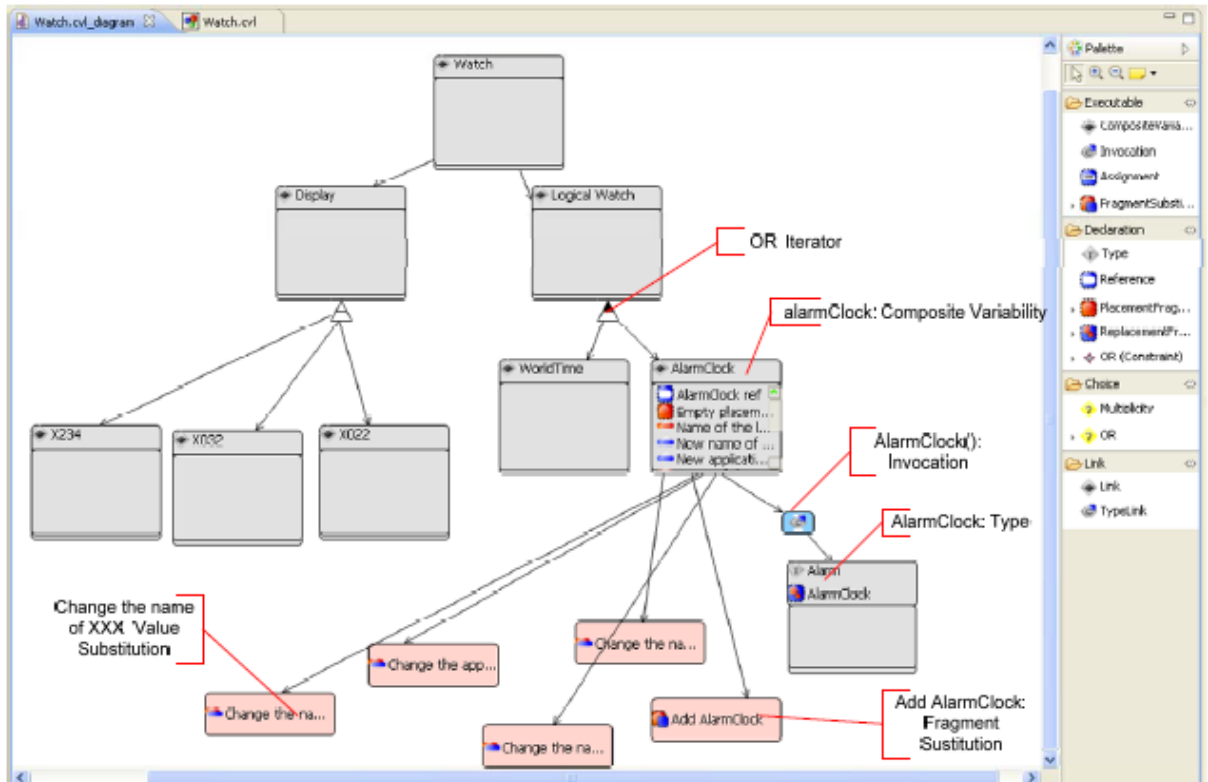 Watch.cvl_diagram
Watch.cvl
Watch
Display
Logical Watch
OR Iterator
alarmClock: Composite Variability
WorldTime
AlarmClock
AlarmClock ref
Empty placem...
Name of the l...
New name of ...
New applicati...
X234
X032
X022
AlarmClock():
Invocation
AlarmClock: Type
Alarm
AlarmClock
Change the name
of XXX Value
Substitution
Change the na...
Change the app...
Change the na...
Change the na...
Add AlarmClock
Add AlarmClock:
Fragment
Sustitution
Palette
Executable
CompositeVaria...
Invocation
Assignment
FragmentSubsti...
Declaration
Type
Reference
PlacementFrag...
ReplacementFr...
OR (Constraint)
Choice
Multiplicity
OR
Link
Link
TypeLink